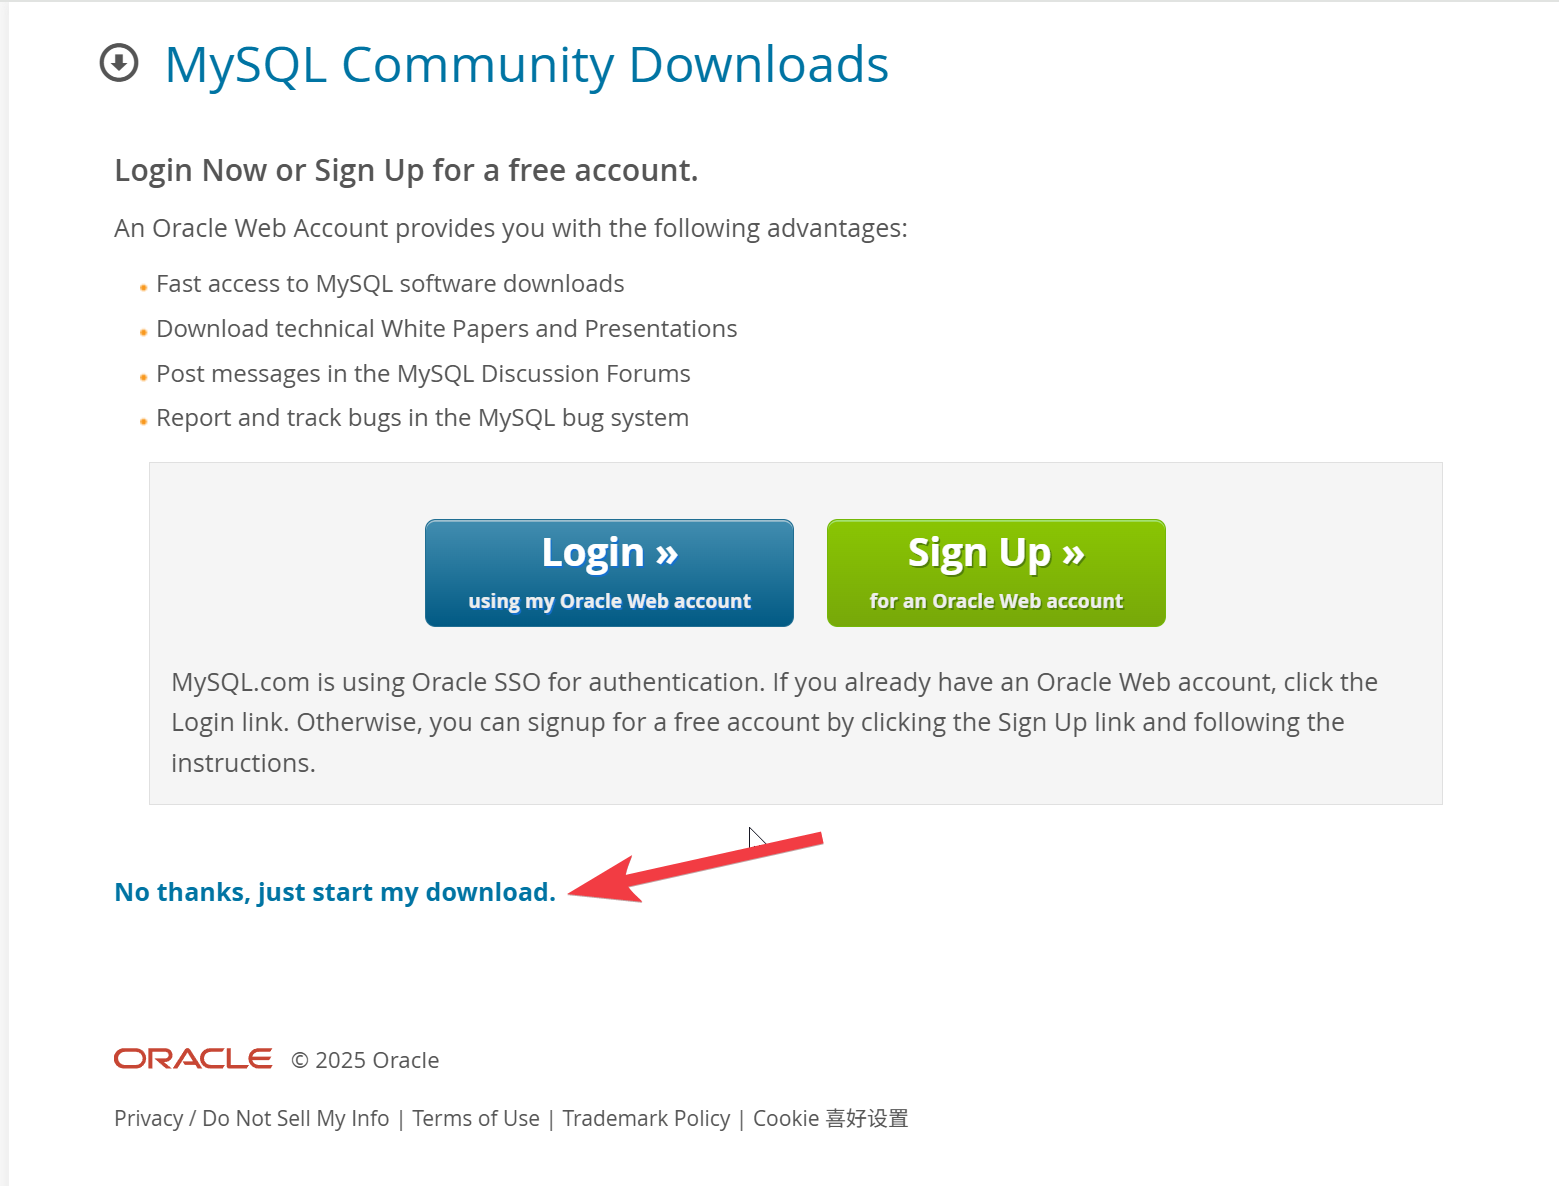 MySQL Community Downloads
Login Now or Sign Up for a free account.
An Oracle Web Account provides you with the following advantages:
Fast access to MySQL software downloads
Download technical White Papers and Presentations
Post messages in the MySQL Discussion Forums
Report and track bugs in the MySQL bug system
Login »
using my Oracle Web account
Sign Up »
for an Oracle Web account
MySQL.com is using Oracle SSO for authentication. If you already have an Oracle Web account, click the
Login link. Otherwise, you can signup for a free account by clicking the Sign Up link and following the
instructions.
No thanks, just start my download.
ORACLE © 2025 Oracle
Privacy / Do Not Sell My Info | Terms of Use | Trademark Policy | Cookie 喜好设置